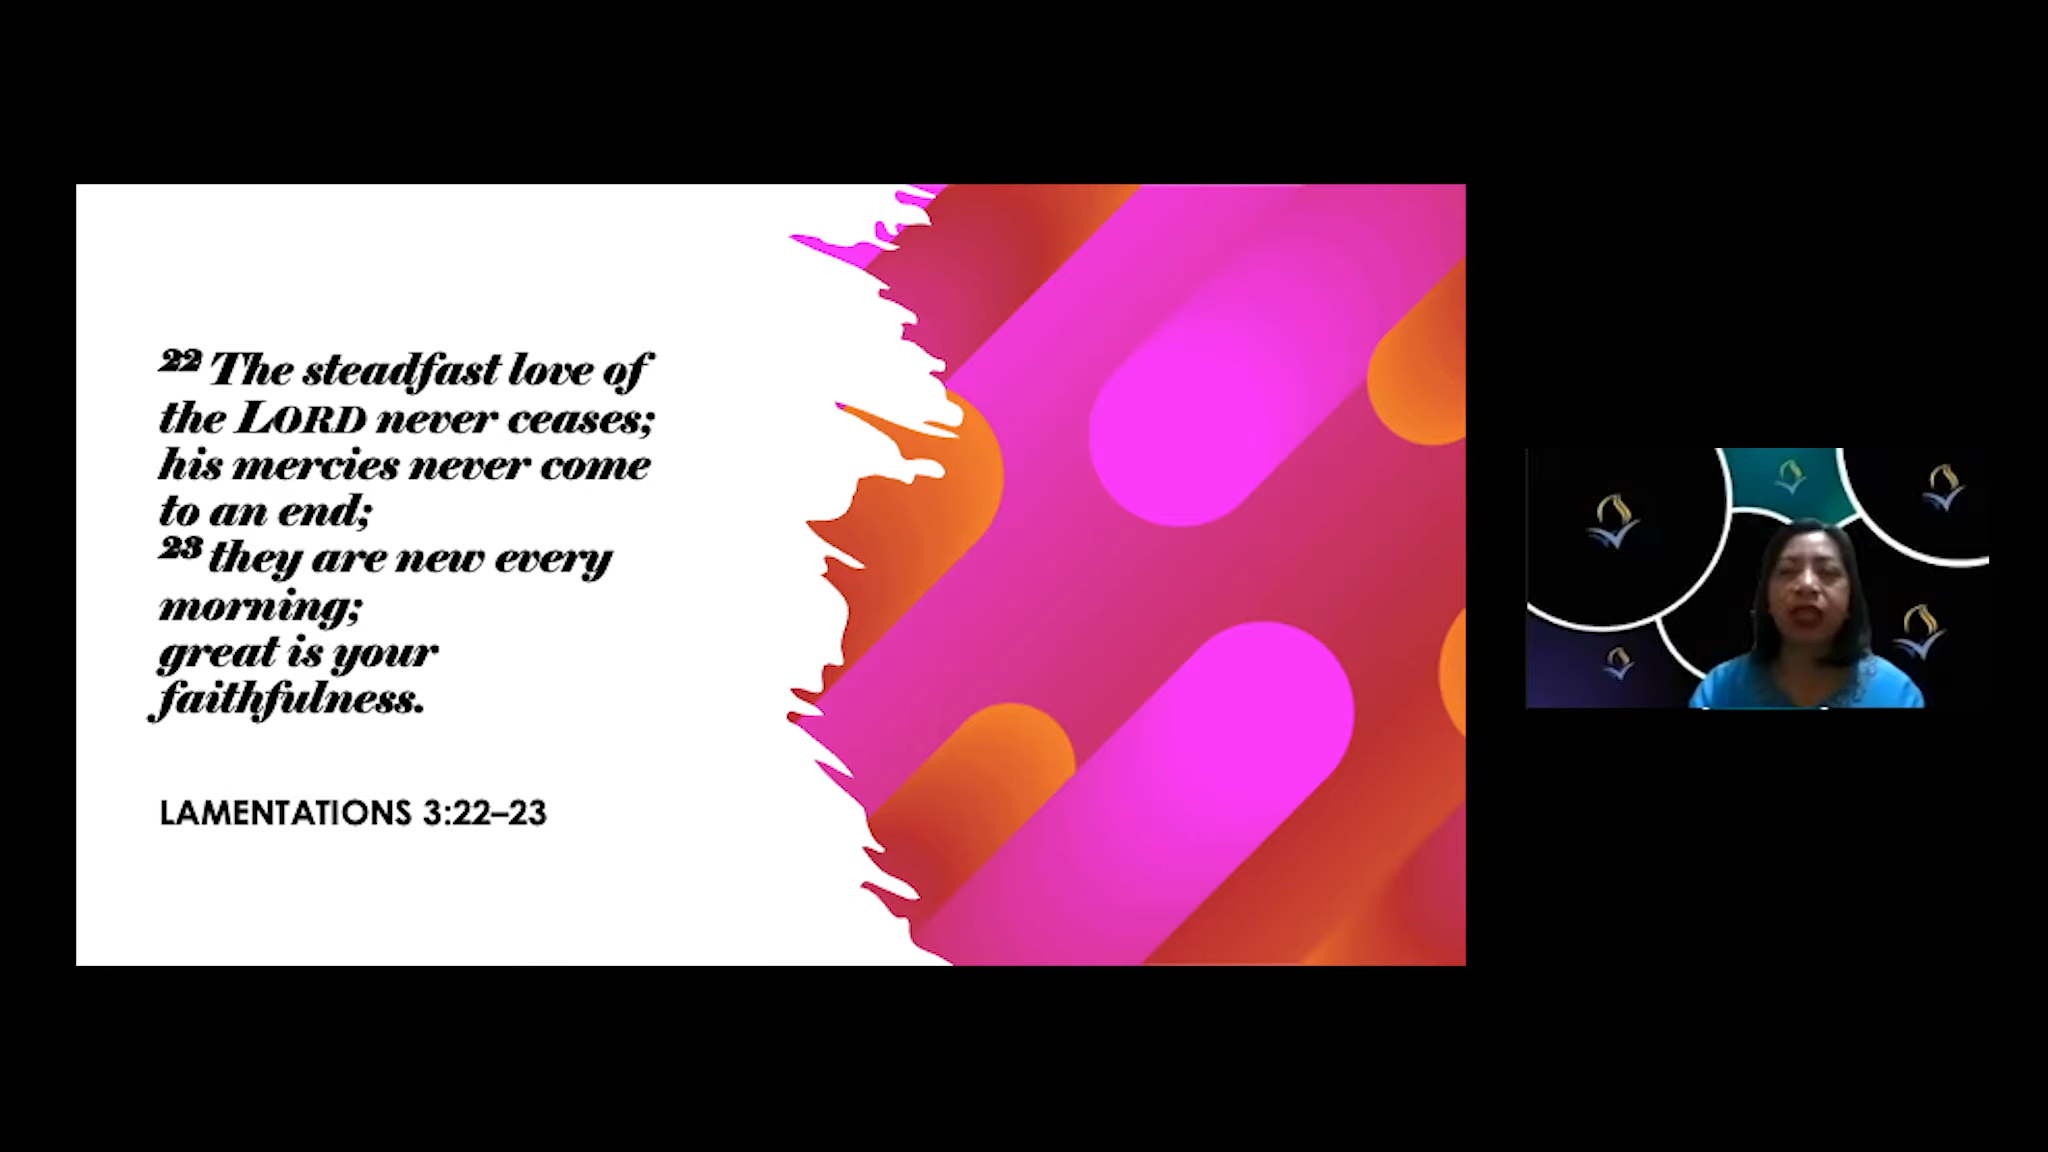 22 The steadfast love of
the LORD never ceases;
his mercies never come
to an end;
23 they are new every
morning;
great is your
faithfulness.
LAMENTATIONS 3:22–23